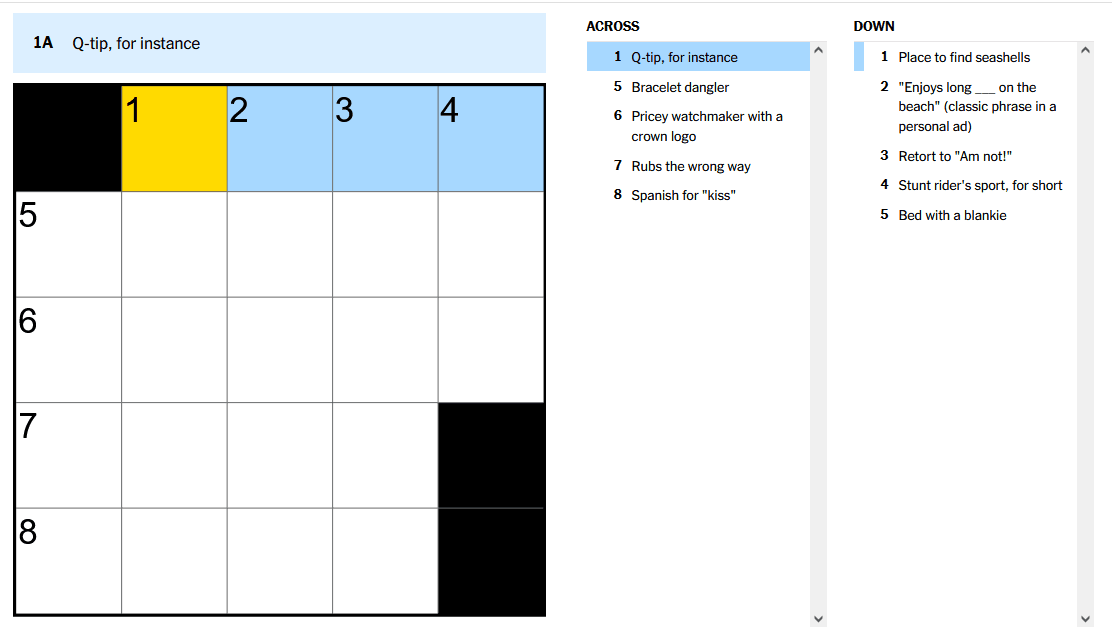 1A Q-tip, for instance
1 2 3 4
5
6
7
8
ACROSS
1 Q-tip, for instance
5 Bracelet dangler
6 Pricey watchmaker with a
crown logo
7 Rubs the wrong way
8 Spanish for "kiss"
DOWN
1 Place to find seashells
2 "Enjoys long ___ on the
beach" (classic phrase in a
personal ad)
3 Retort to "Am not!"
4 Stunt rider's sport, for short
5 Bed with a blankie